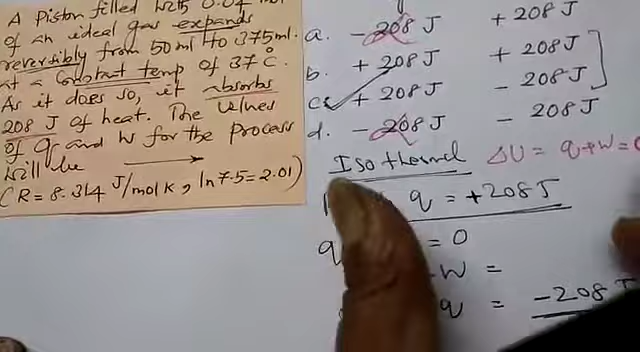 A Piston filled with 0.04 mol
of an ideal gas expands
reversibly from 50 ml to 375 ml.
at a constant temp of 37°C.
As it does so, it absorbs
208 J of heat. The values
of q and w for the process
will be
(R = 8.314 J/mol K, ln 7.5 = 2.01)
a. - 208 J + 208 J
b. + 208 J + 208 J
c. + 208 J - 208 J
d. - 208 J - 208 J
Isothermal ΔU = q+w =
q = +208 J
q = 0
w =
q = -208 J